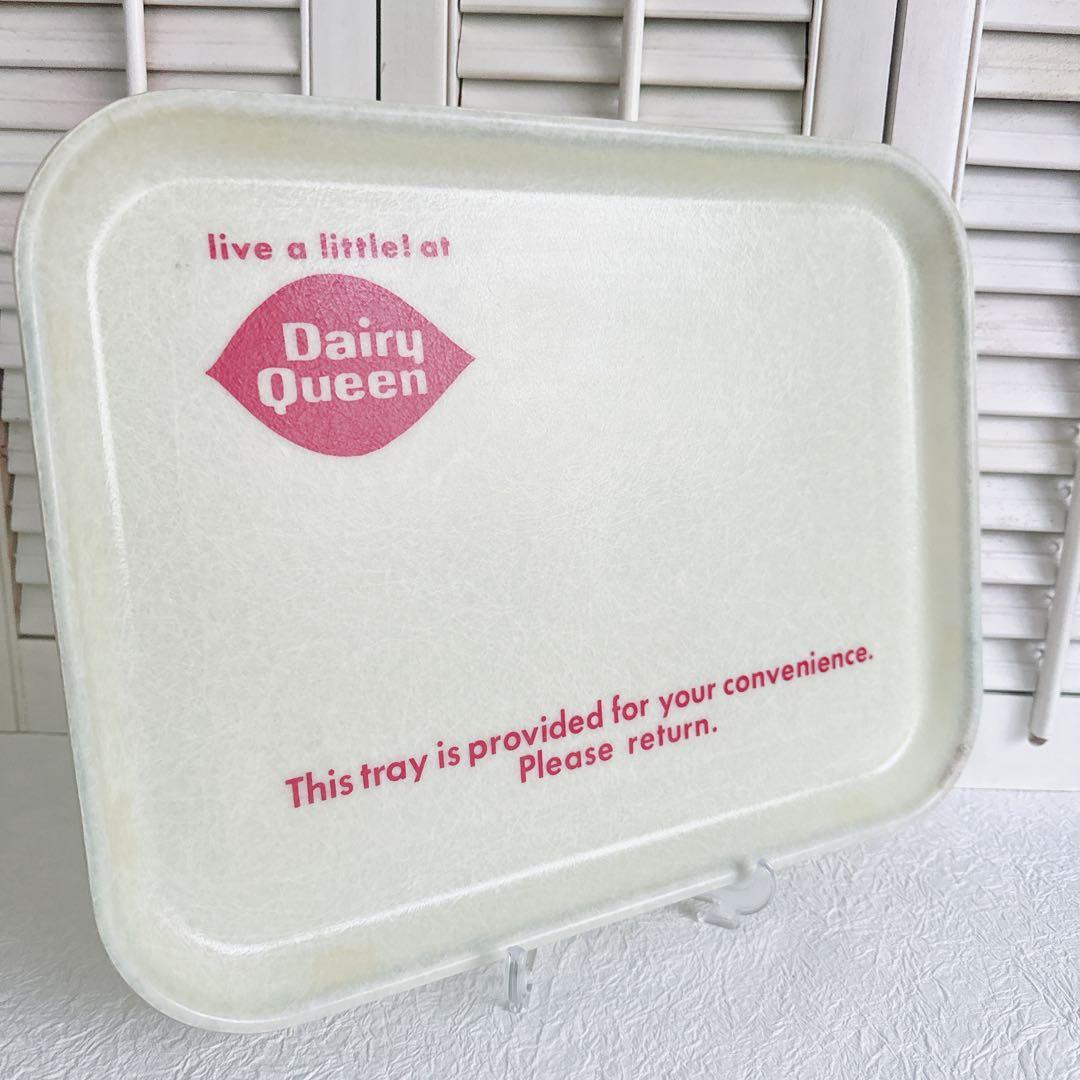 live a little! at
Dairy
Queen
This tray is provided for your convenience.
Please return.